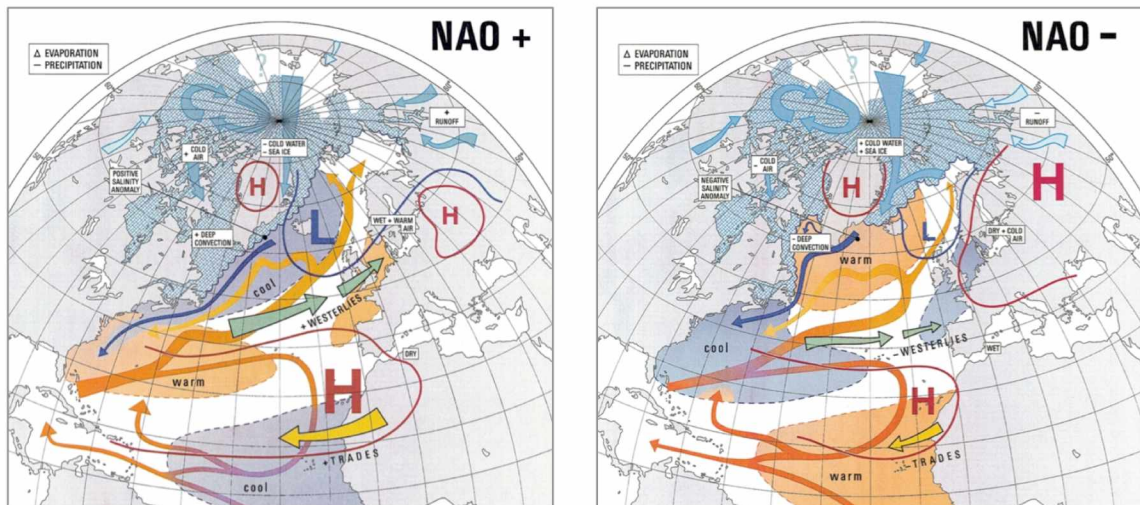 NAO +
△ EVAPORATION
— PRECIPITATION
?
+
RUNOFF
+ COLD
AIR
− COLD WATER
− SEA ICE
POSITIVE
SALINITY
ANOMALY
H
H
L
WET + WARM
AIR
+ DEEP
CONVECTION
cool
+WESTERLIES
DRY
warm
H
+TRADES
cool
NAO −
△ EVAPORATION
— PRECIPITATION
?
−
RUNOFF
− COLD
AIR
+ COLD WATER
+ SEA ICE
NEGATIVE
SALINITY
ANOMALY
H
H
L
DRY + COLD
AIR
− DEEP
CONVECTION
warm
cool
−WESTERLIES
WET
H
−TRADES
warm